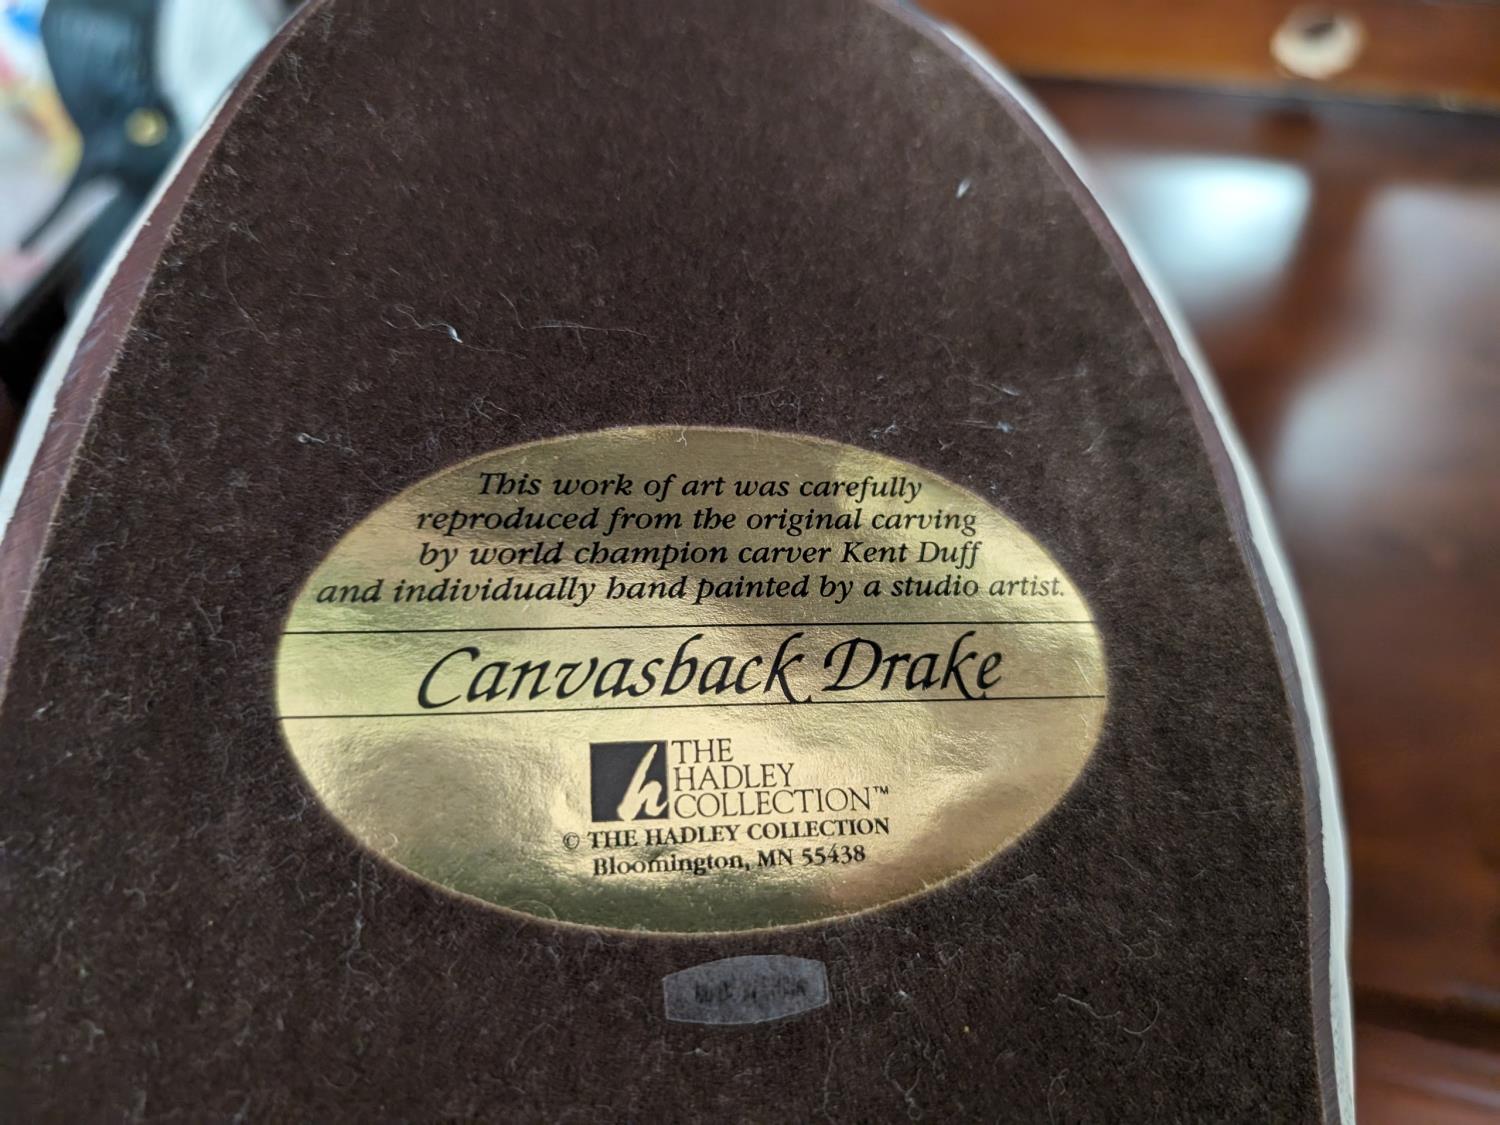 This work of art was carefully
reproduced from the original carving
by world champion carver Kent Duff
and individually hand painted by a studio artist.
Canvasback Drake
h
THE
HADLEY
COLLECTION™
© THE HADLEY COLLECTION
Bloomington, MN 55438